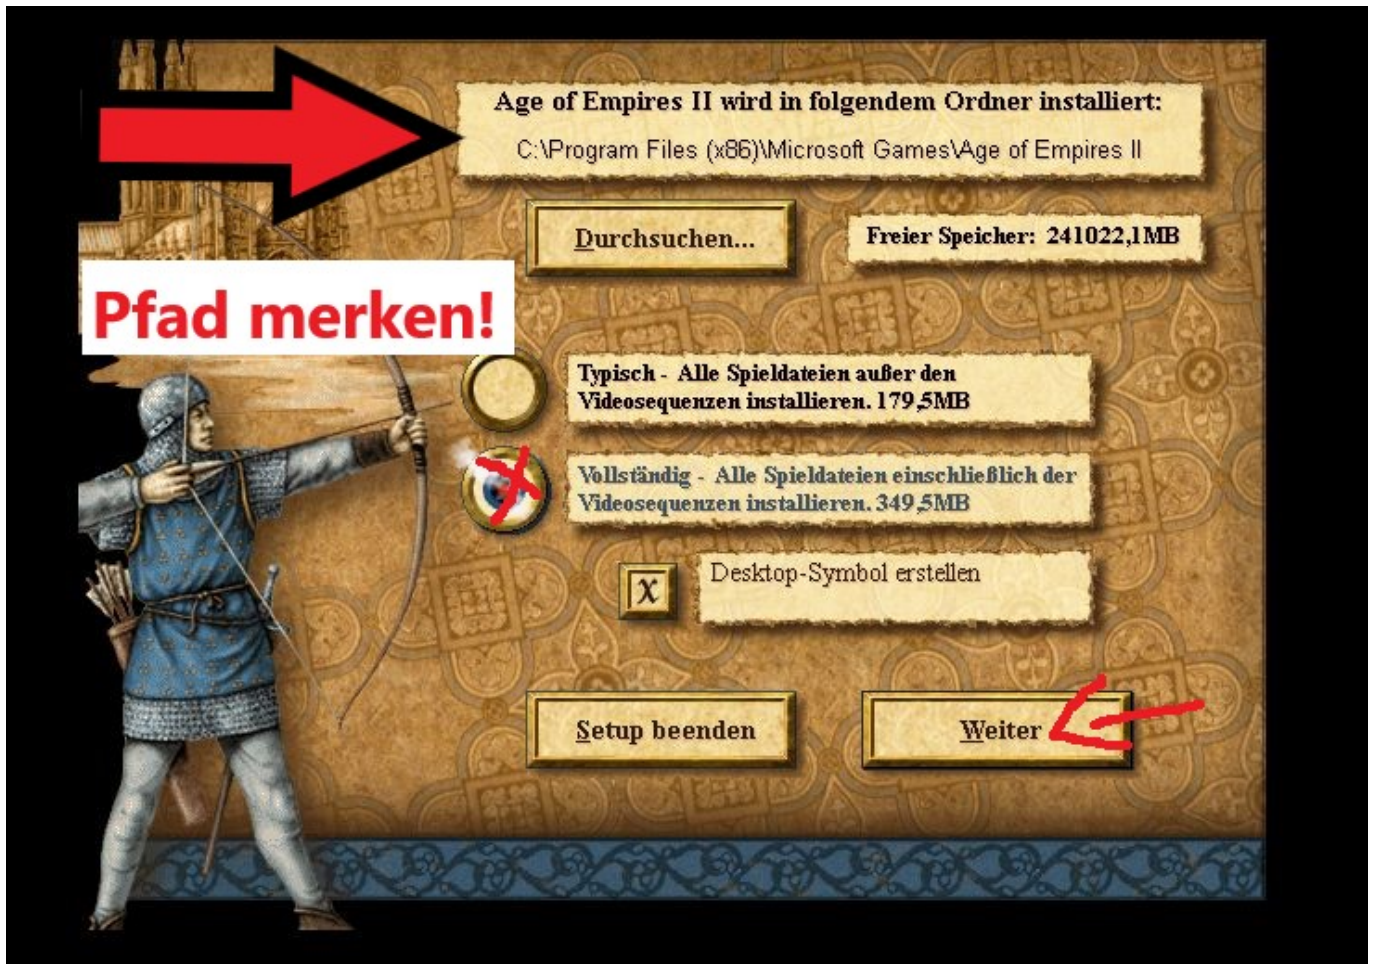 Age of Empires II wird in folgendem Ordner installiert:
C:\Program Files (x86)\Microsoft Games\Age of Empires II
Durchsuchen...
Freier Speicher: 241022,1MB
Pfad merken!
Typisch - Alle Spieldateien außer den
Videosequenzen installieren. 179,5MB
Vollständig - Alle Spieldateien einschließlich der
Videosequenzen installieren. 349,5MB
X
Desktop-Symbol erstellen
Setup beenden
Weiter